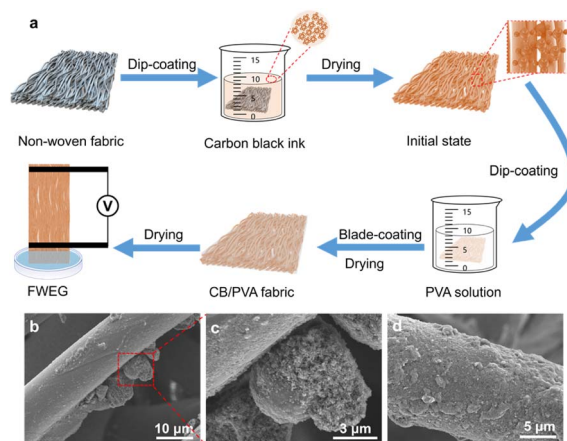 a
Dip-coating
Drying
15
10
5
0
Non-woven fabric
Carbon black ink
Initial state
Dip-coating
V
Drying
Blade-coating
Drying
15
10
5
0
FWEG
CB/PVA fabric
PVA solution
b
10 μm
c
3 μm
d
5 μm